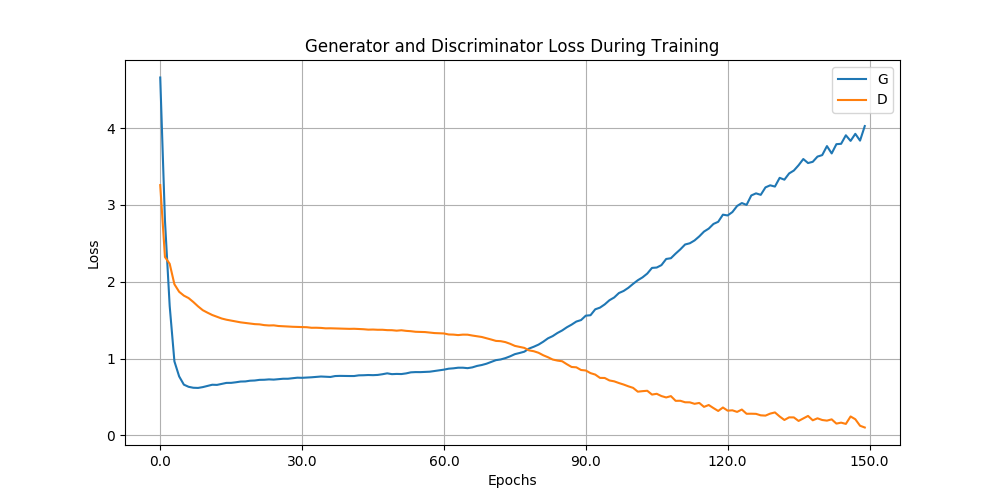 Generator and Discriminator Loss During Training
G
D
4
3
2
1
0
Loss
0.0 30.0 60.0 90.0 120.0 150.0
Epochs